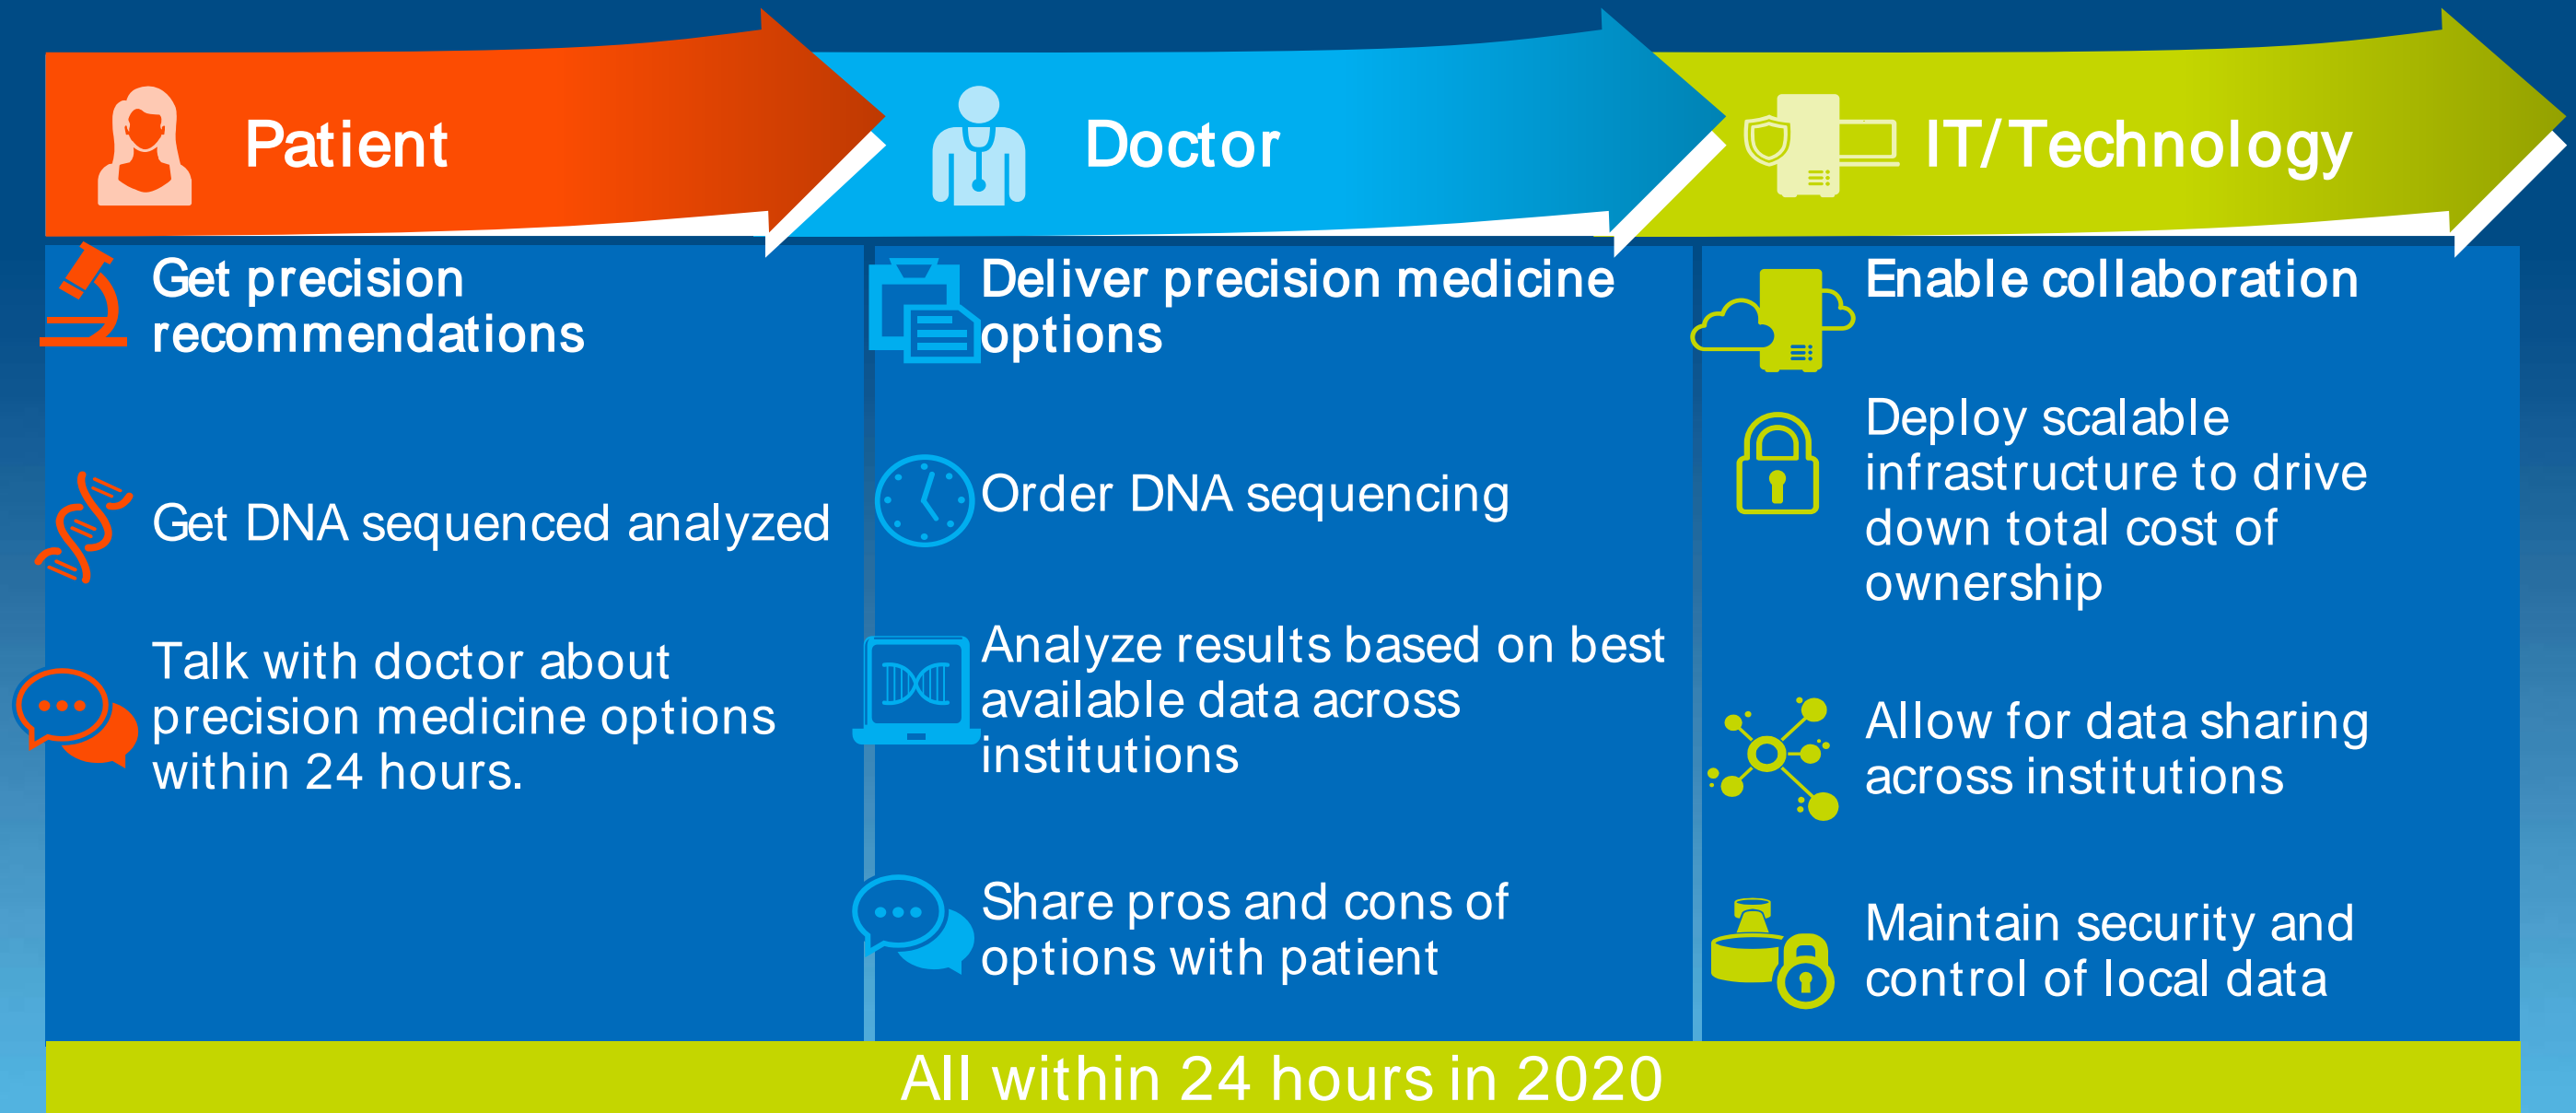 Patient
Get precision
recommendations
Get DNA sequenced analyzed
Talk with doctor about
precision medicine options
within 24 hours.
Doctor
Deliver precision medicine
options
Order DNA sequencing
Analyze results based on best
available data across
institutions
Share pros and cons of
options with patient
IT/Technology
Enable collaboration
Deploy scalable
infrastructure to drive
down total cost of
ownership
Allow for data sharing
across institutions
Maintain security and
control of local data
All within 24 hours in 2020